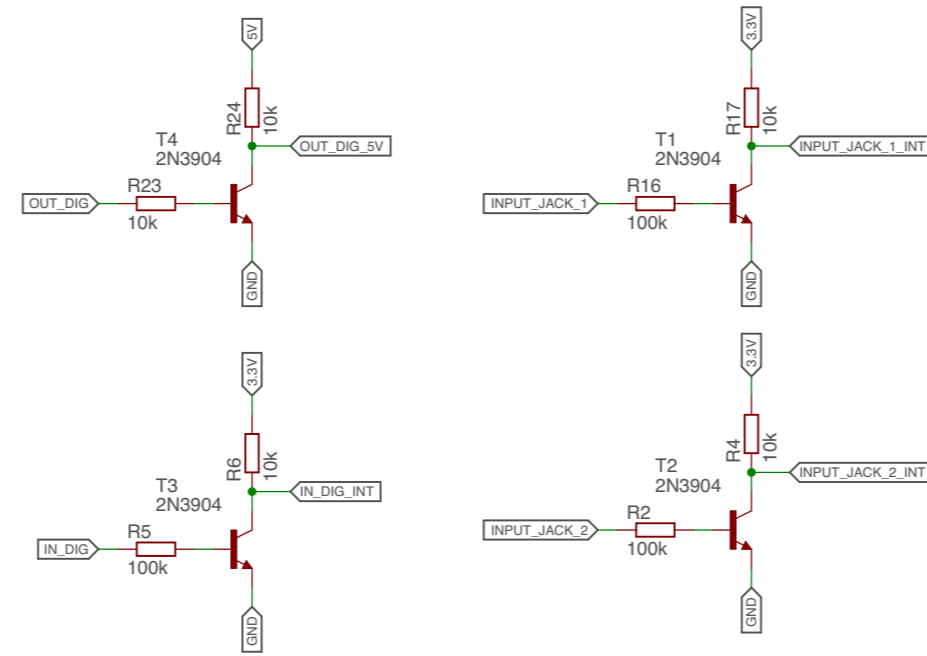 5V
R24
10k
T4
2N3904
OUT_DIG_5V
OUT_DIG
R23
10k
GND
3.3V
R17
10k
T1
2N3904
INPUT_JACK_1_INT
INPUT_JACK_1
R16
100k
GND
3.3V
R6
10k
T3
2N3904
IN_DIG_INT
IN_DIG
R5
100k
GND
3.3V
R4
10k
T2
2N3904
INPUT_JACK_2_INT
INPUT_JACK_2
R2
100k
GND